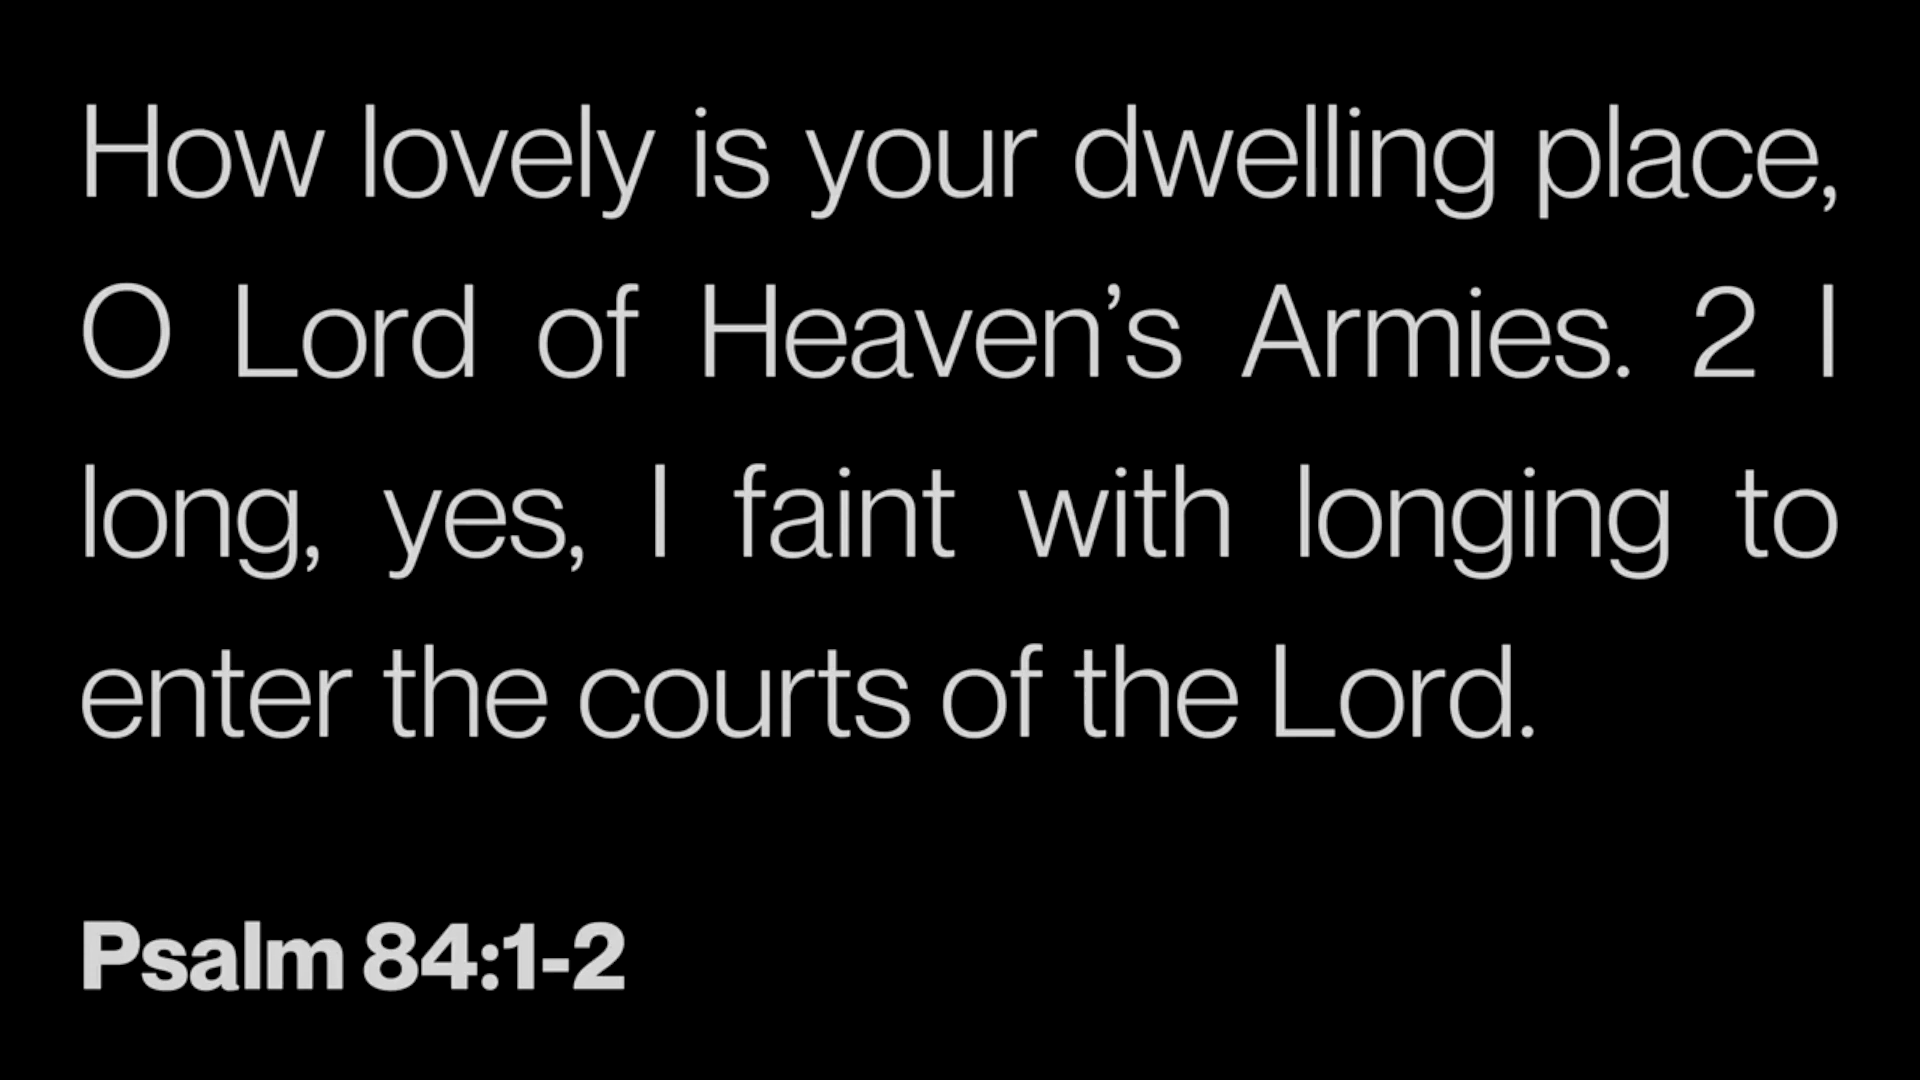 How lovely is your dwelling place,
O Lord of Heaven’s Armies. 2 I
long, yes, I faint with longing to
enter the courts of the Lord.
Psalm 84:1-2